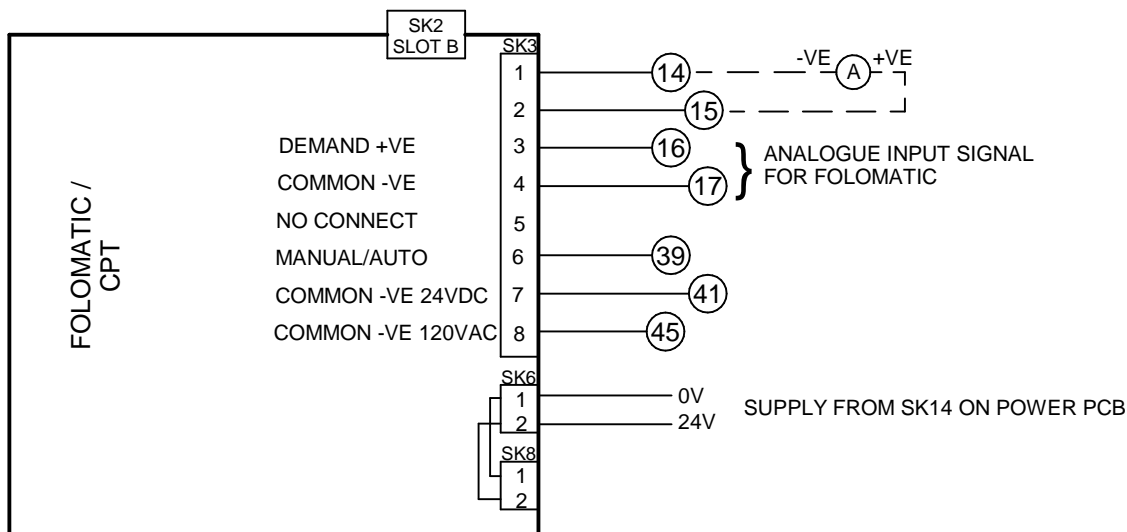 SK2
SLOT B
SK3
1
14
-VE
A
+VE
2
15
DEMAND +VE
3
16
COMMON -VE
4
17
}
ANALOGUE INPUT SIGNAL
FOR FOLOMATIC
NO CONNECT
5
MANUAL/AUTO
6
39
COMMON -VE 24VDC
7
41
COMMON -VE 120VAC
8
45
FOLOMATIC /
CPT
SK6
1
0V
2
24V
SUPPLY FROM SK14 ON POWER PCB
SK8
1
2